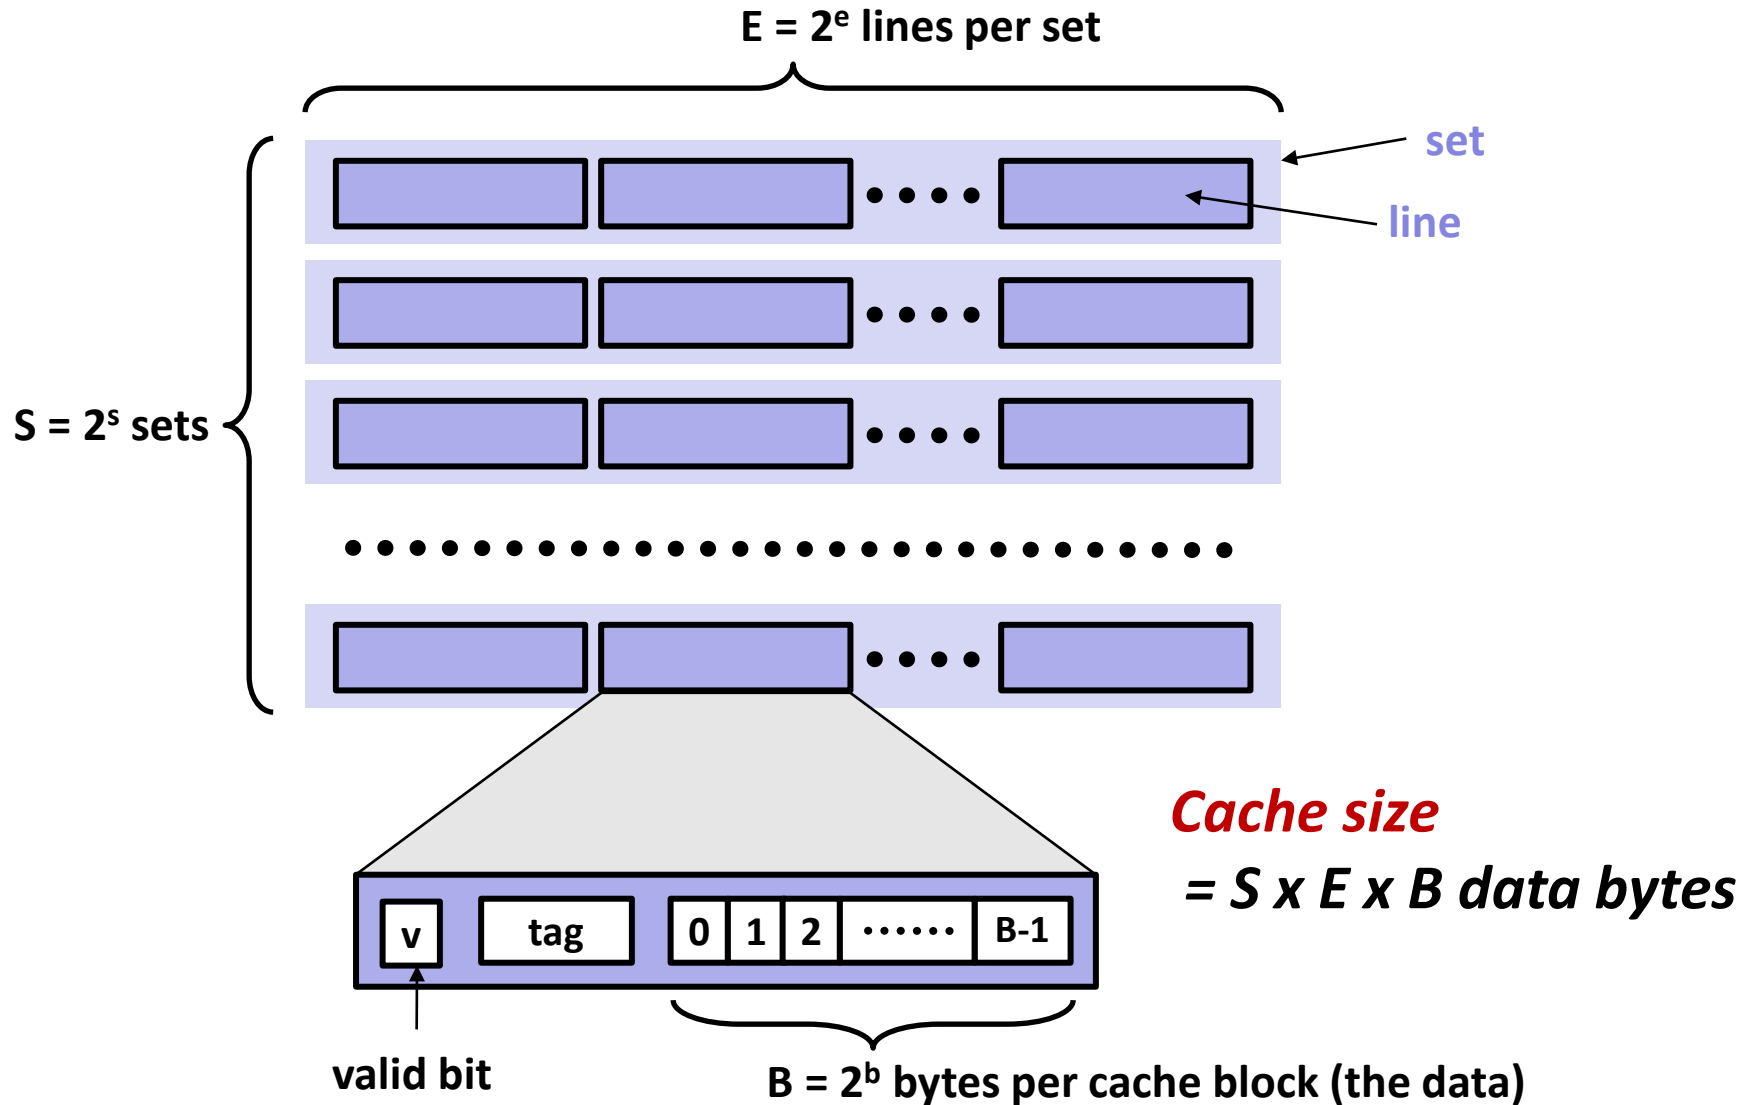 E = 2ᵉ lines per set
set
line
S = 2ˢ sets
Cache size
= S x E x B data bytes
v tag 0 1 2 •••••• B-1
valid bit
B = 2ᵇ bytes per cache block (the data)